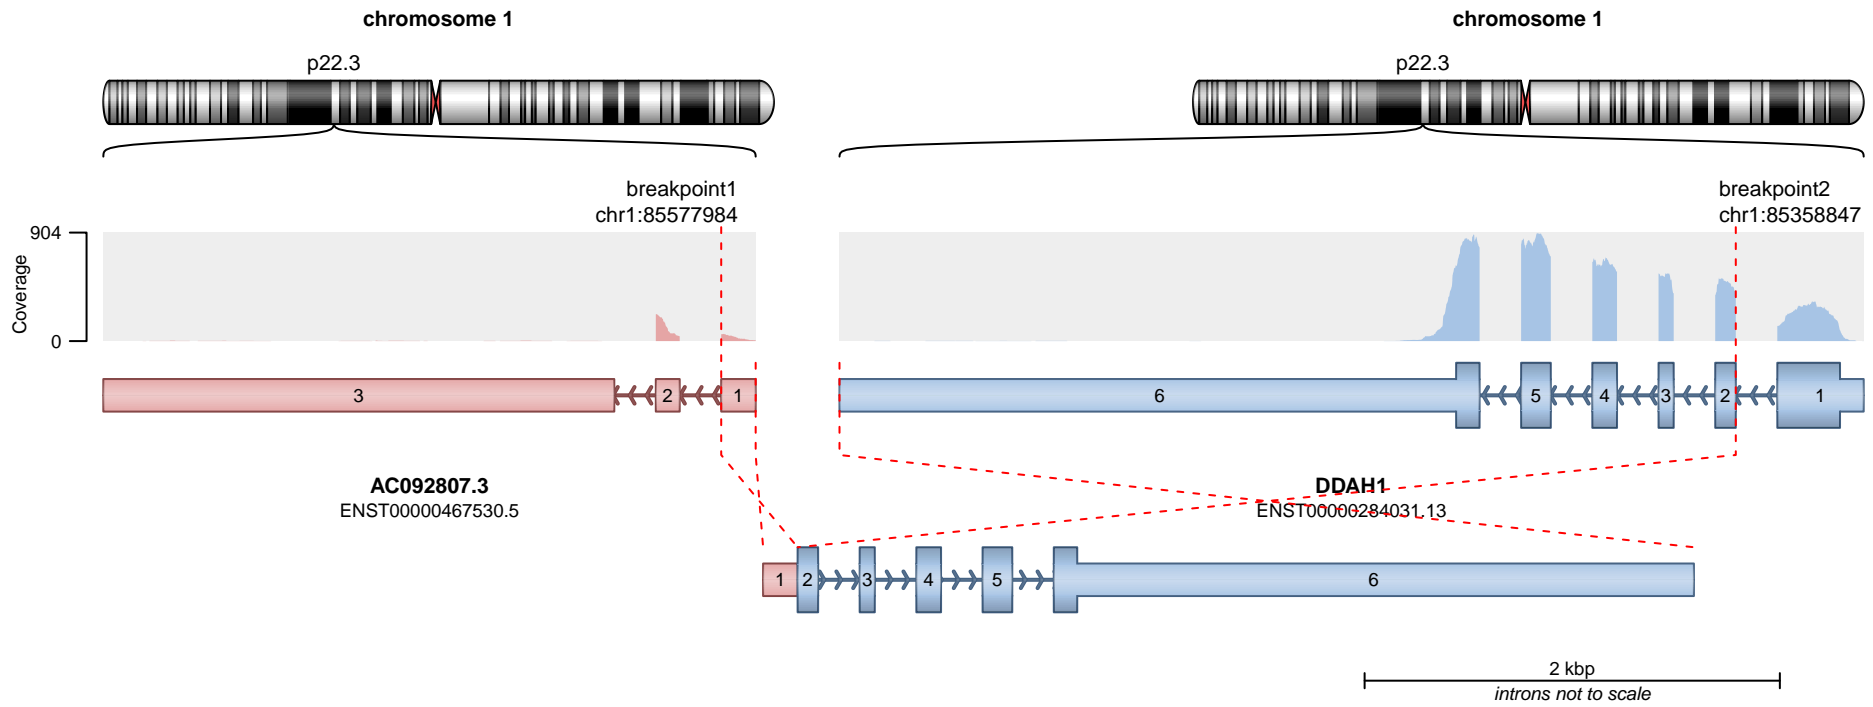 chromosome 1
chromosome 1
p22.3
p22.3
breakpoint1
chr1:85577984
breakpoint2
chr1:85358847
904
Coverage
0
3
2
1
6
5
4
3
2
1
AC092807.3
ENST00000467530.5
DDAH1
ENST00000284031.13
1
2
3
4
5
6
2 kbp
introns not to scale